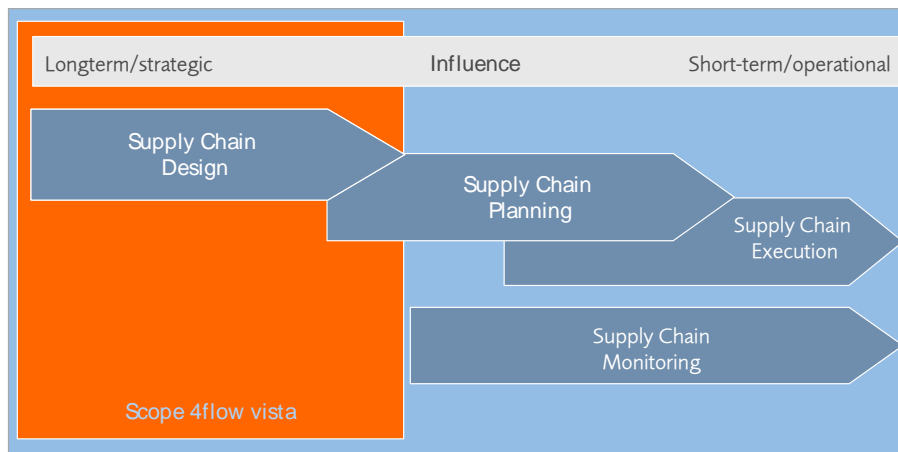 Longterm/strategic Influence Short-term/operational
Supply Chain
Design
Supply Chain
Planning
Supply Chain
Execution
Supply Chain
Monitoring
Scope 4flow vista